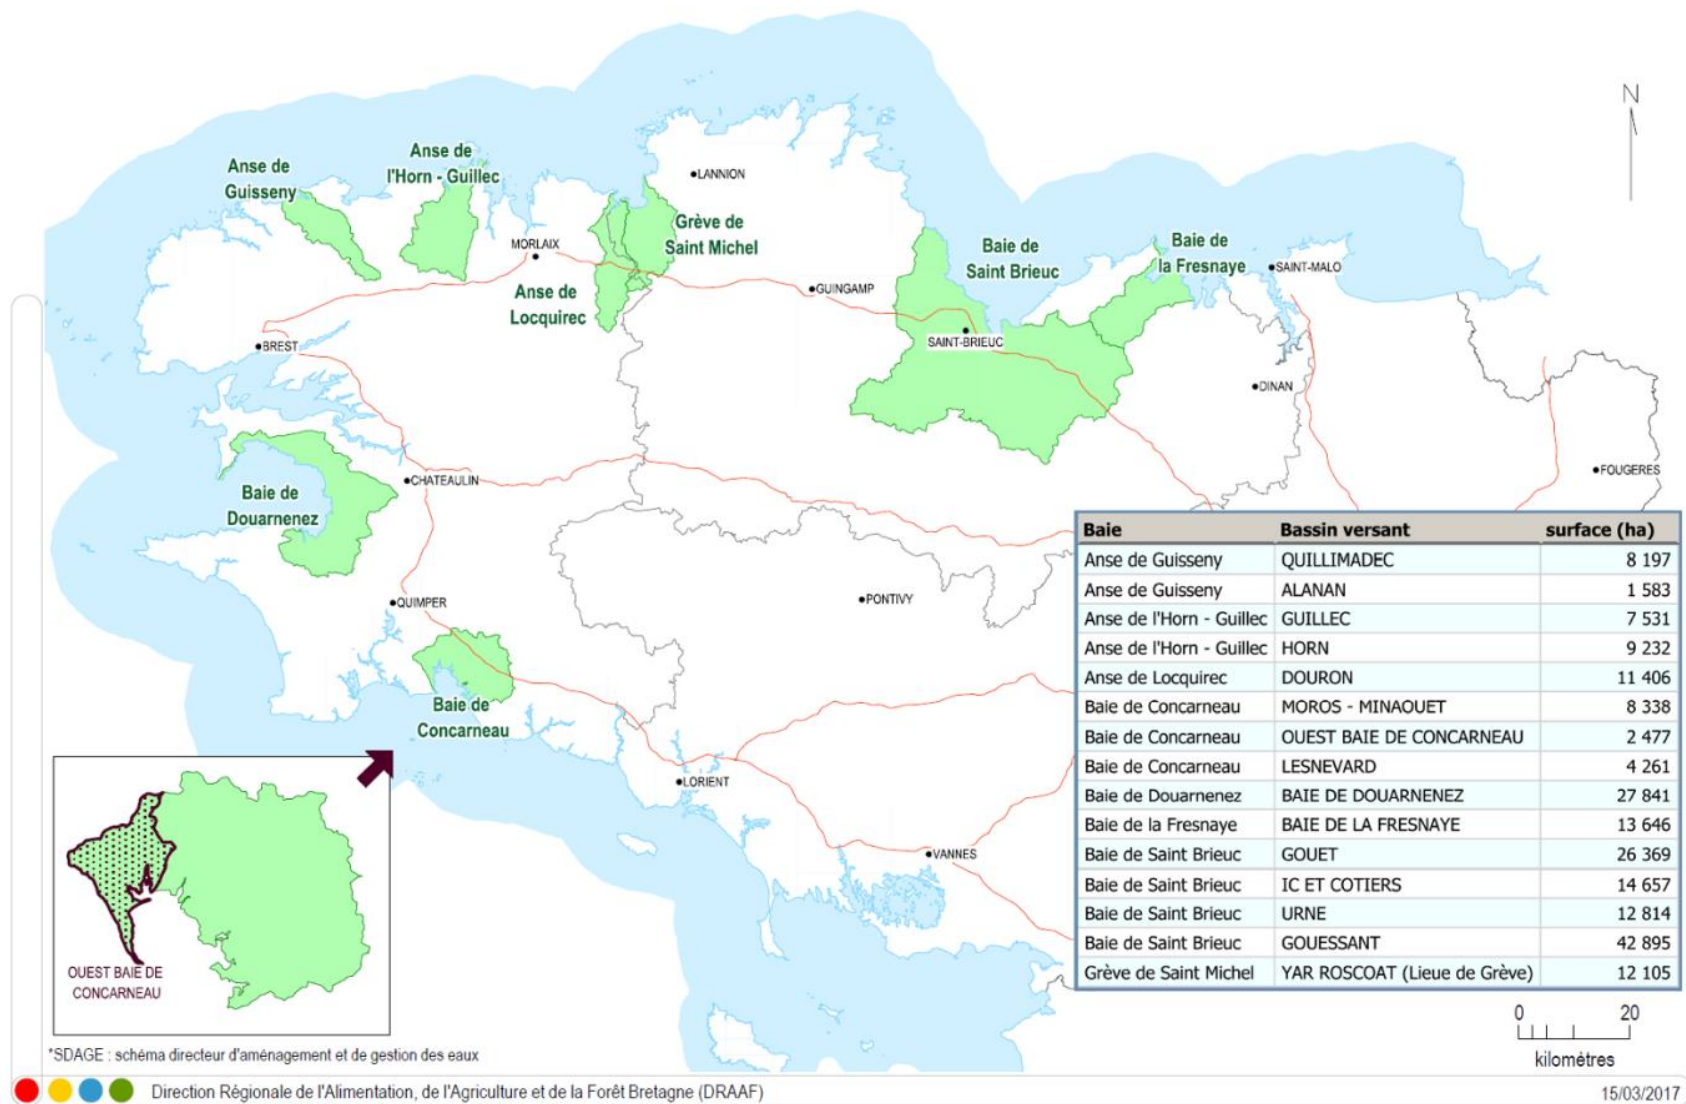 N
Anse de
Guisseny
Anse de
l'Horn - Guillec
LANNION
MORLAIX
Grève de
Saint Michel
Anse de
Locquirec
GUINGAMP
Baie de
Saint Brieuc
Baie de
la Fresnaye
SAINT-MALO
BREST
SAINT-BRIEUC
DINAN
FOUGERES
CHATEAULIN
Baie de
Douarnenez
QUIMPER
PONTIVY
Baie de
Concarneau
LORIENT
VANNES
Baie Bassin versant surface (ha)
Anse de Guisseny QUILLIMADEC 8 197
Anse de Guisseny ALANAN 1 583
Anse de l'Horn - Guillec GUILLEC 7 531
Anse de l'Horn - Guillec HORN 9 232
Anse de Locquirec DOURON 11 406
Baie de Concarneau MOROS - MINAOUET 8 338
Baie de Concarneau OUEST BAIE DE CONCARNEAU 2 477
Baie de Concarneau LESNEVARD 4 261
Baie de Douarnenez BAIE DE DOUARNENEZ 27 841
Baie de la Fresnaye BAIE DE LA FRESNAYE 13 646
Baie de Saint Brieuc GOUET 26 369
Baie de Saint Brieuc IC ET COTIERS 14 657
Baie de Saint Brieuc URNE 12 814
Baie de Saint Brieuc GOUESSANT 42 895
Grève de Saint Michel YAR ROSCOAT (Lieue de Grève) 12 105
OUEST BAIE DE
CONCARNEAU
0 20
kilomètres
*SDAGE : schéma directeur d'aménagement et de gestion des eaux
Direction Régionale de l'Alimentation, de l'Agriculture et de la Forêt Bretagne (DRAAF)
15/03/2017